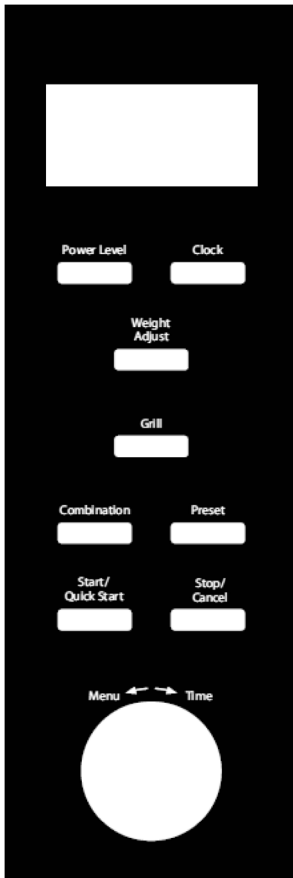 Power Level
Clock
Weight
Adjust
Grill
Combination
Preset
Start/
Quick Start
Stop/
Cancel
Menu
Time